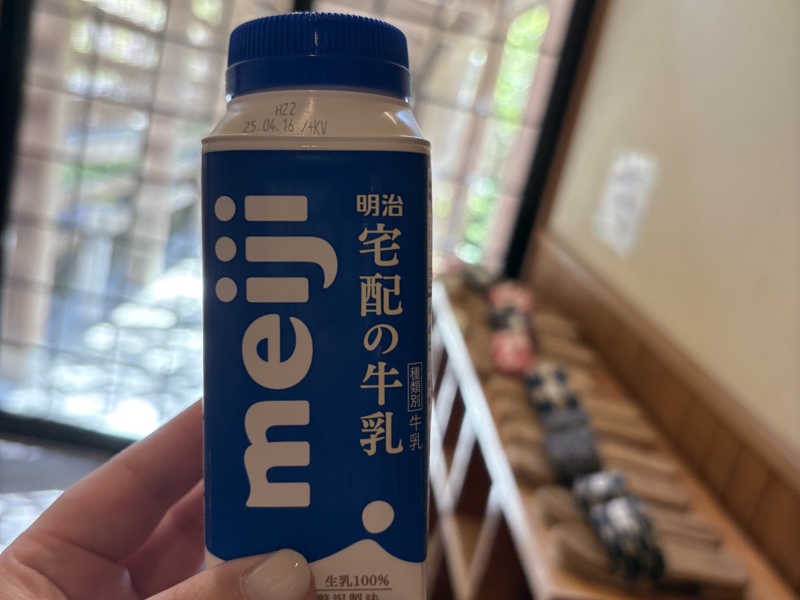 H22
25.04.16/4KV
meiji
明治
宅配の牛乳
種類別
牛乳
生乳100%